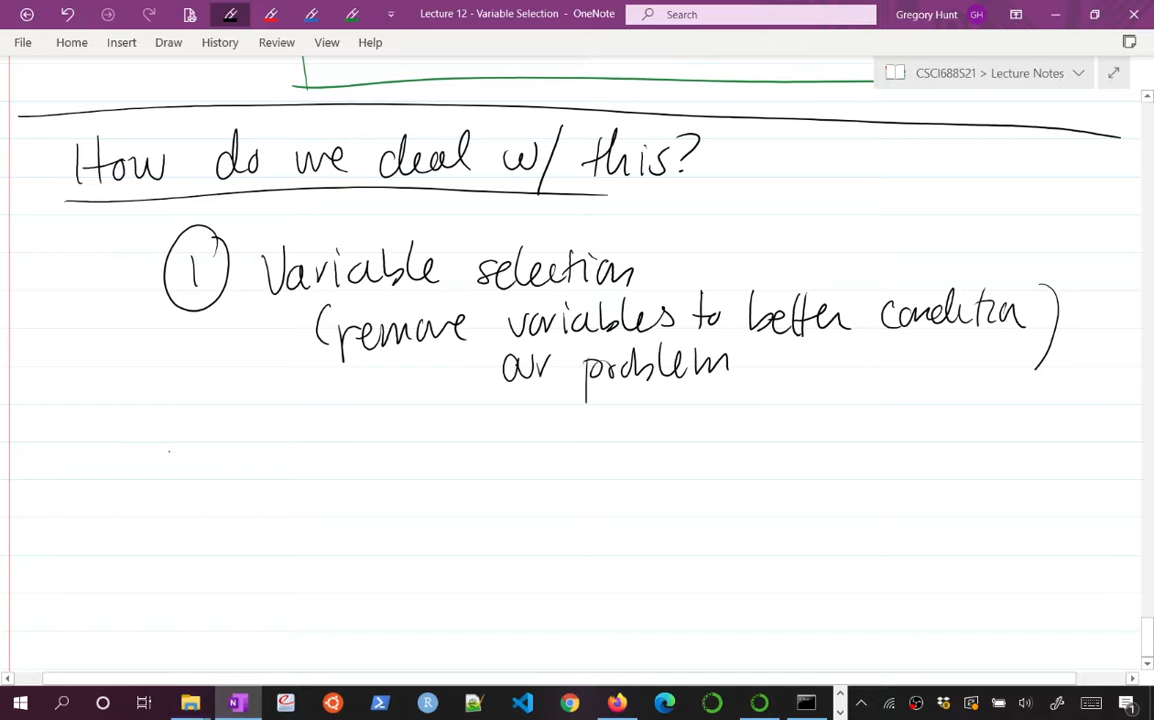 Lecture 12 - Variable Selection - OneNote
Search
Gregory Hunt GH
File Home Insert Draw History Review View Help
CSCI688S21 > Lecture Notes
How do we deal w/ this?
1 Variable selection
(remove variables to better condition)
our problem